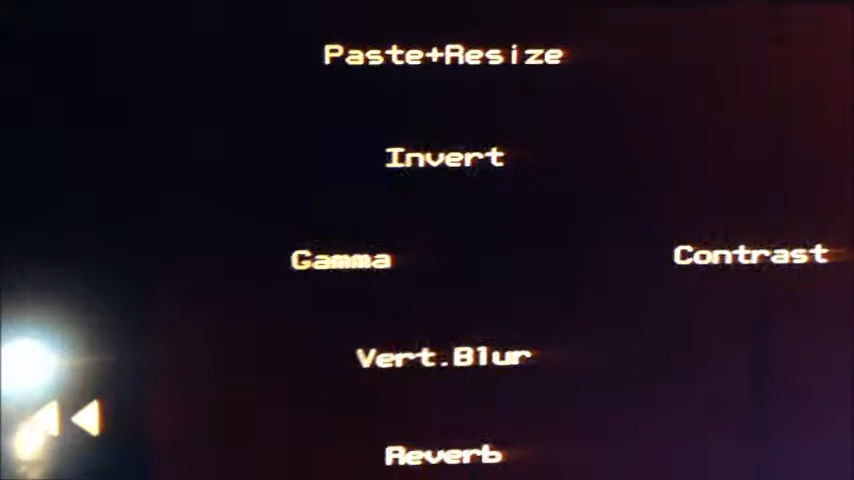 Paste+Resize
Invert
Gamma Contrast
Vert.Blur
Reverb